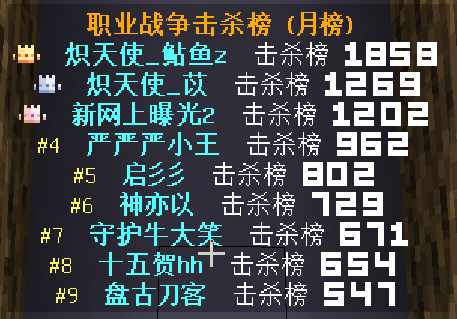 职业战争击杀榜 (月榜)
炽天使_鲇鱼z 击杀榜 1858
炽天使_苡 击杀榜 1269
新网上曝光2 击杀榜 1202
#4 严严严小王 击杀榜 962
#5 启彡彡 击杀榜 802
#6 神亦以 击杀榜 729
#7 守护牛大笑 击杀榜 671
#8 十五贺hh 击杀榜 654
#9 盘古刀客 击杀榜 547